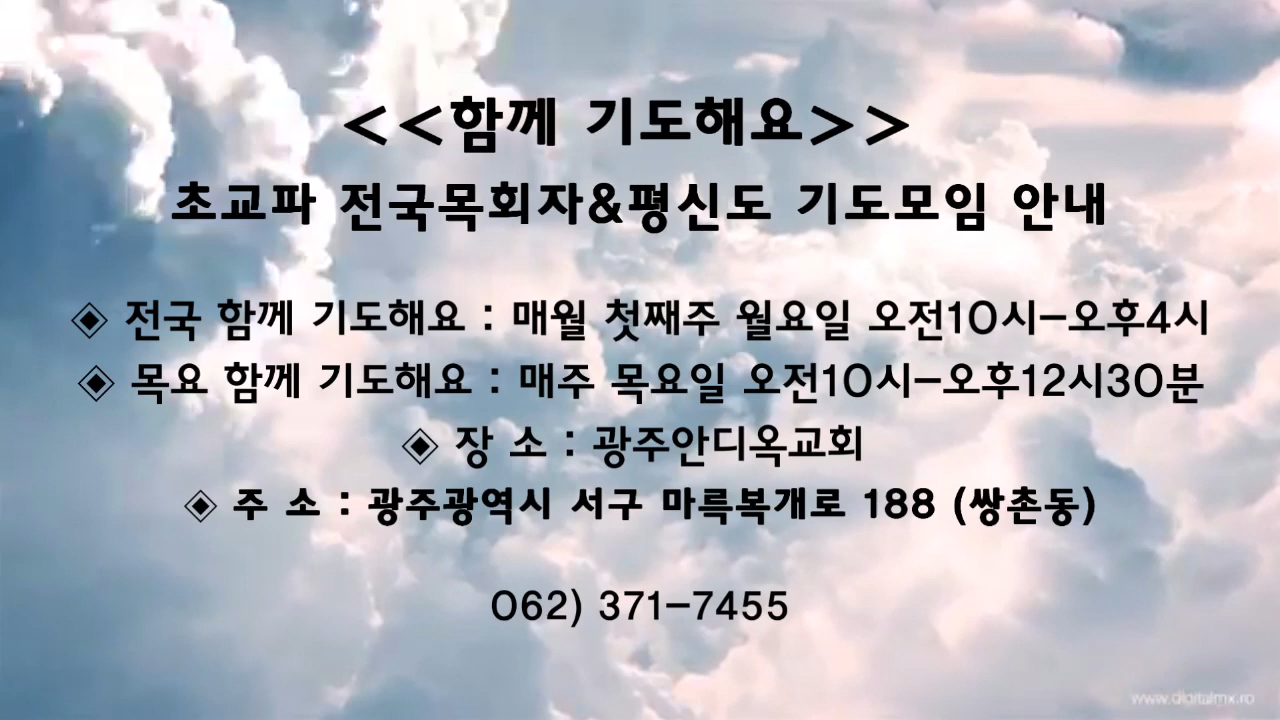 <<함께 기도해요>>
초교파 전국목회자&평신도 기도모임 안내
◈ 전국 함께 기도해요 : 매월 첫째주 월요일 오전10시-오후4시
◈ 목요 함께 기도해요 : 매주 목요일 오전10시-오후12시30분
◈ 장 소 : 광주안디옥교회
◈ 주 소 : 광주광역시 서구 마륵복개로 188 (쌍촌동)
062) 371-7455
www.digitalmx.ro